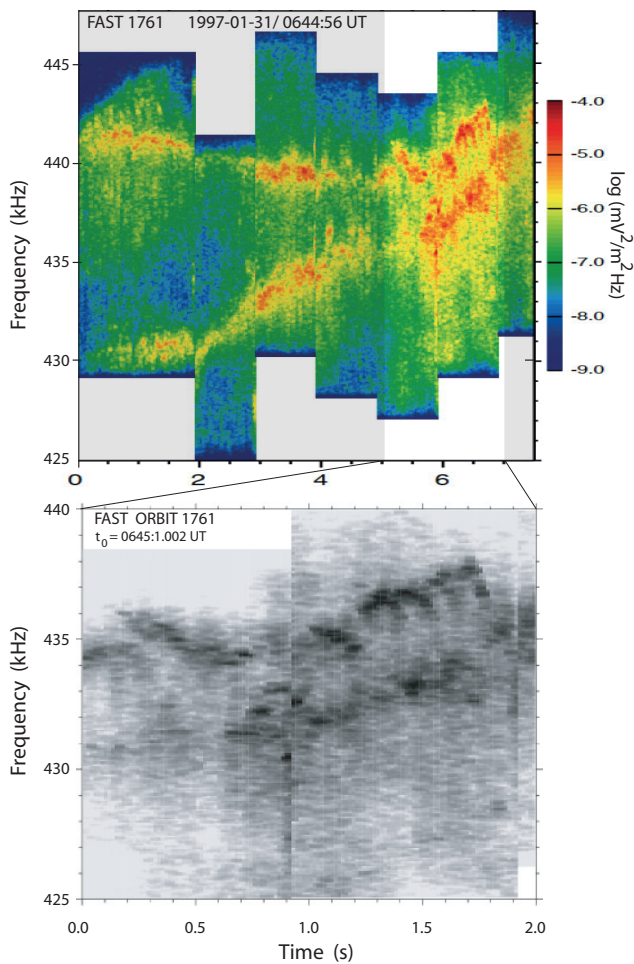 FAST 1761 1997-01-31/ 0644:56 UT
445
440
435
430
425
Frequency (kHz)
0 2 4 6
-4.0
-5.0
-6.0
-7.0
-8.0
-9.0
log (mV²/m² Hz)
FAST ORBIT 1761
t₀ = 0645:1.002 UT
440
435
430
425
Frequency (kHz)
0.0 0.5 1.0 1.5 2.0
Time (s)